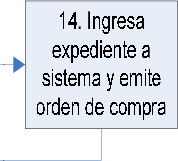 14. Ingresa
expediente a
sistema y emite
orden de compra